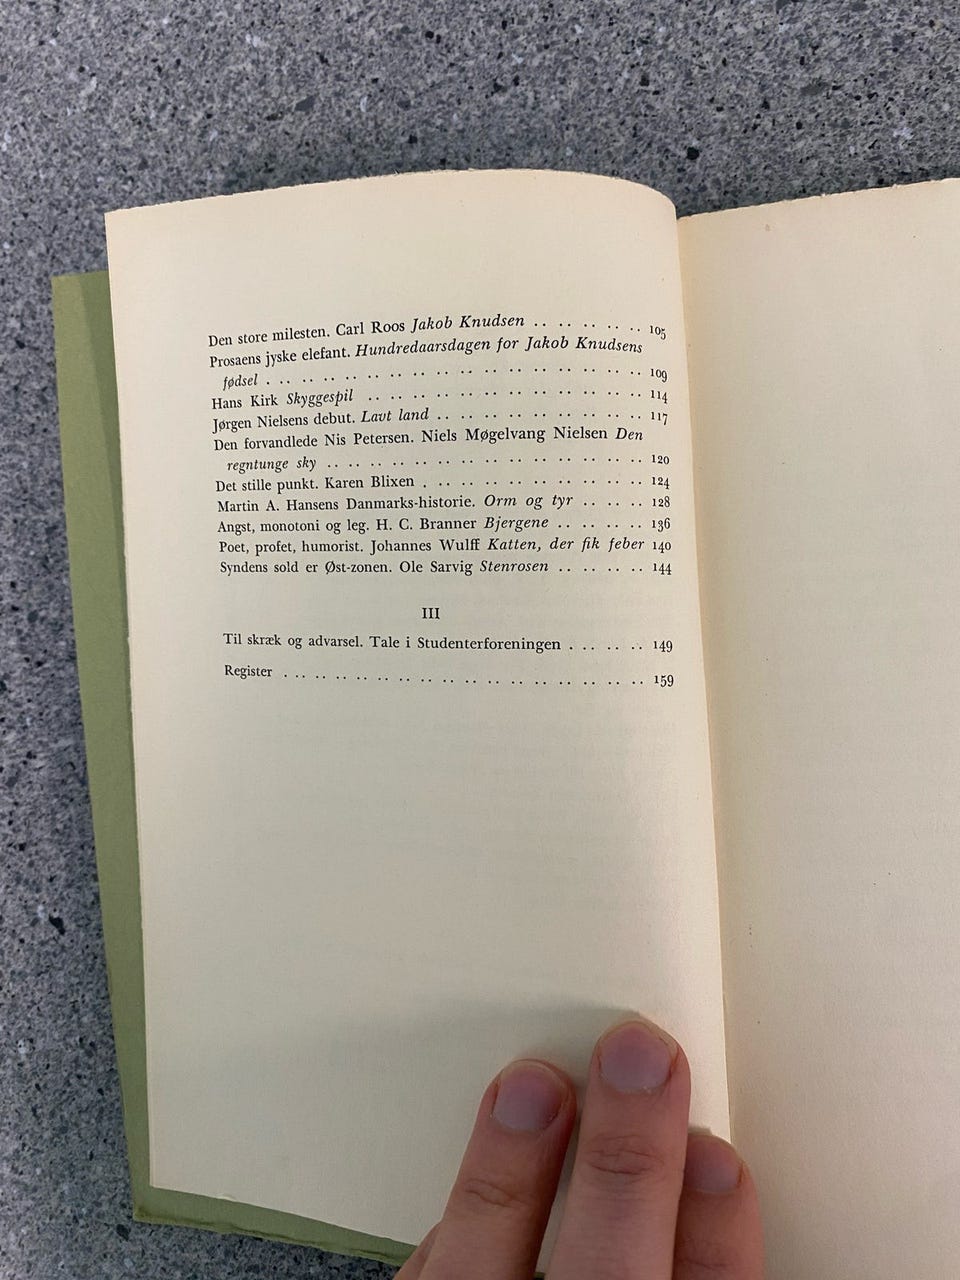 Den store milesten. Carl Roos Jakob Knudsen .. .. .. .. .. 105
Prosaens jyske elefant. Hundredaarsdagen for Jakob Knudsens
fødsel . .. .. .. .. .. .. .. .. .. .. .. .. .. .. .. .. 109
Hans Kirk Skyggespil .. .. .. .. .. .. .. .. .. .. .. .. 114
Jørgen Nielsens debut. Lavt land .. .. .. .. .. .. .. .. .. 117
Den forvandlede Nis Petersen. Niels Møgelvang Nielsen Den
regntunge sky .. .. .. .. .. .. .. .. .. .. .. .. .. .. 120
Det stille punkt. Karen Blixen . .. .. .. .. .. .. .. .. .. 124
Martin A. Hansens Danmarks-historie. Orm og tyr .. .. .. 128
Angst, monotoni og leg. H. C. Branner Bjergene .. .. .. .. 136
Poet, profet, humorist. Johannes Wulff Katten, der fik feber 140
Syndens sold er Øst-zonen. Ole Sarvig Stenrosen .. .. .. .. 144
III
Til skræk og advarsel. Tale i Studenterforeningen . .. .. .. 149
Register . .. .. .. .. .. .. .. .. .. .. .. .. .. .. .. 159